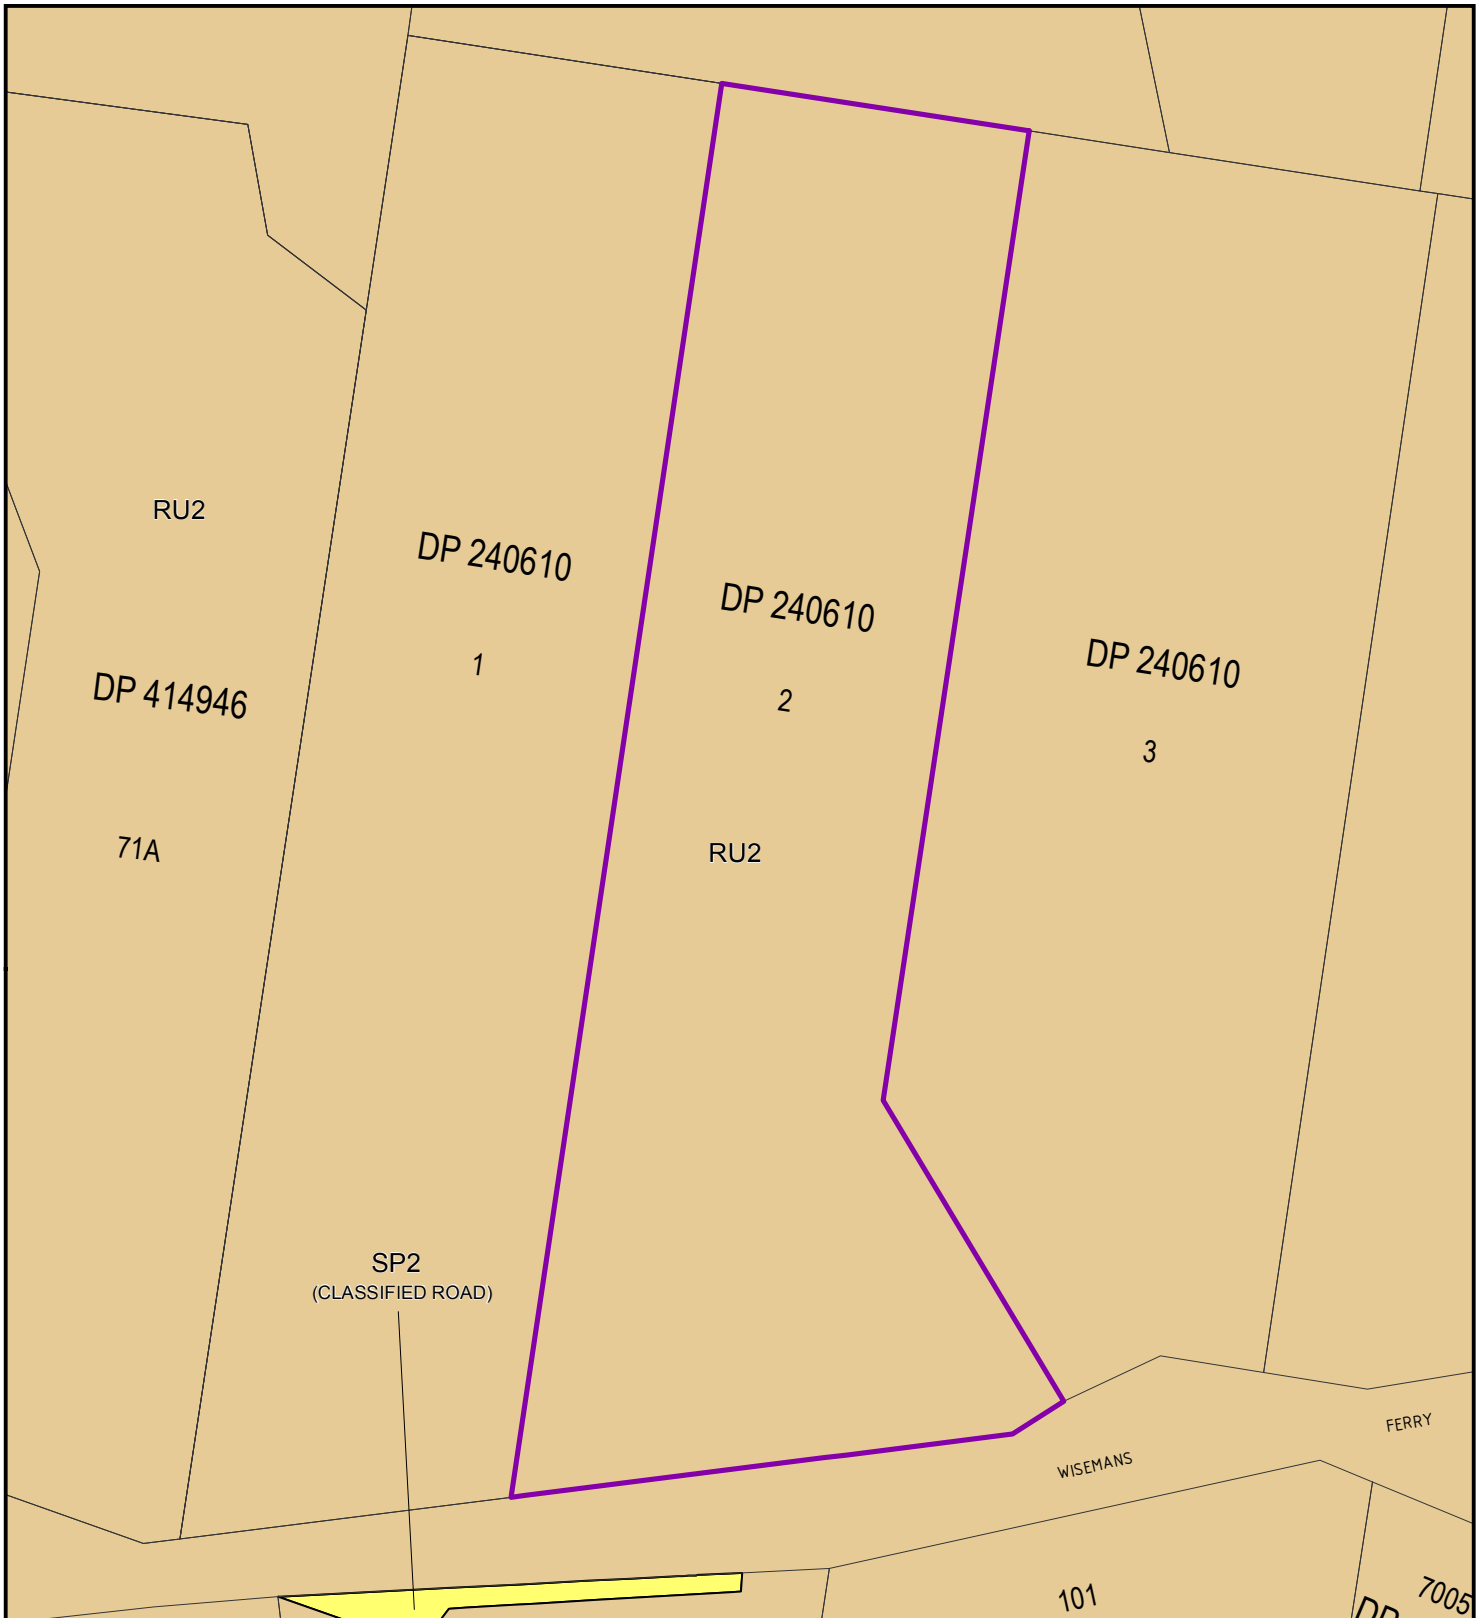 RU2
DP 240610
1
DP 240610
2
DP 240610
3
DP 414946
71A
RU2
SP2
(CLASSIFIED ROAD)
WISEMANS
FERRY
101
7005
DP